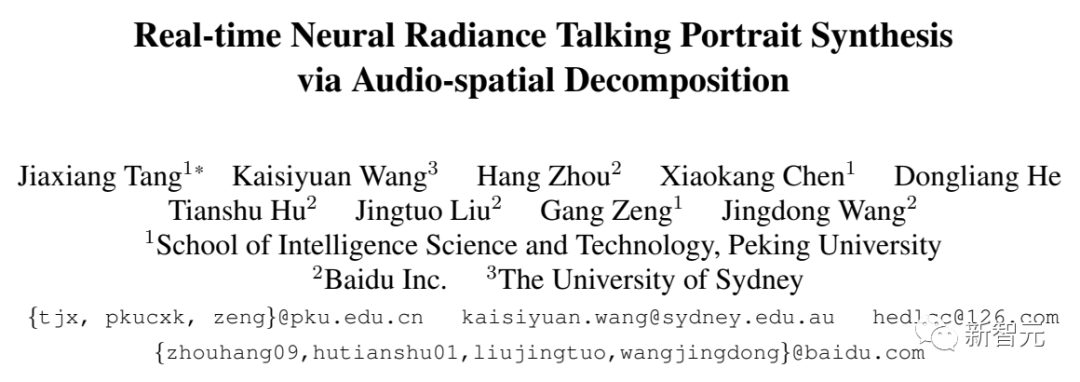 Real-time Neural Radiance Talking Portrait Synthesis
via Audio-spatial Decomposition
Jiaxiang Tang¹* Kaisiyuan Wang³ Hang Zhou² Xiaokang Chen¹ Dongliang He
Tianshu Hu² Jingtuo Liu² Gang Zeng¹ Jingdong Wang²
¹School of Intelligence Science and Technology, Peking University
²Baidu Inc. ³The University of Sydney
{tjx, pkucxk, zeng}@pku.edu.cn kaisiyuan.wang@sydney.edu.au hedlcc@126.com
{zhouhang09,hutianshu01,liujingtuo,wangjingdong}@baidu.com
新智元